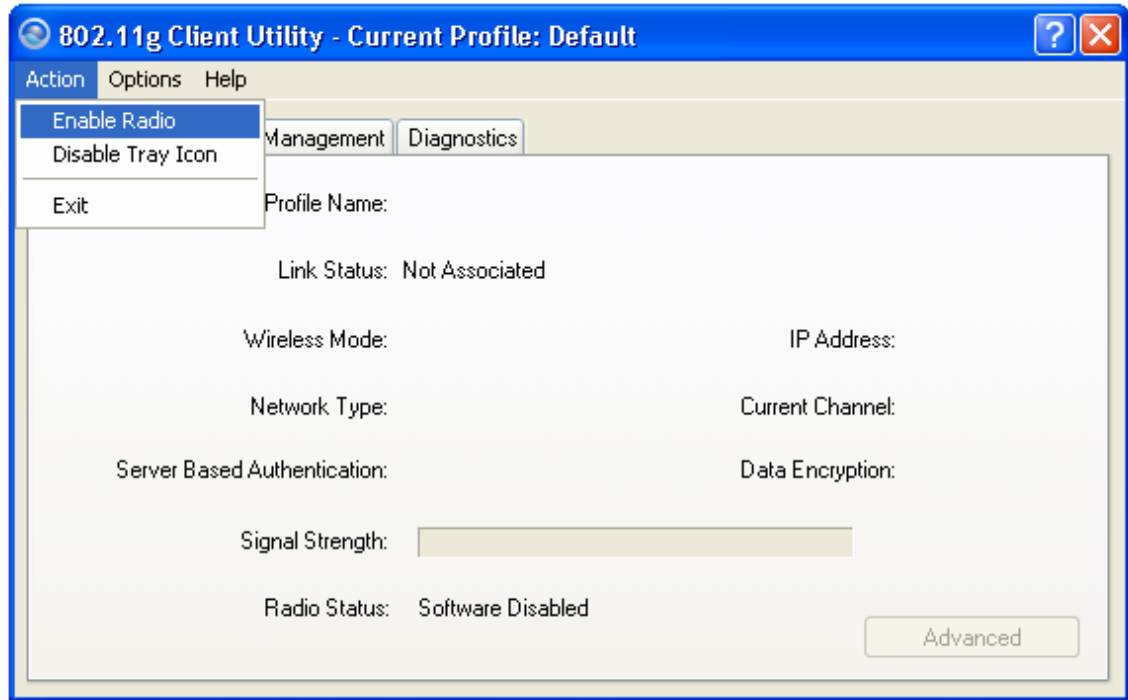 802.11g Client Utility - Current Profile: Default
Action Options Help
Enable Radio
Disable Tray Icon
Exit
Management Diagnostics
Profile Name:
Link Status: Not Associated
Wireless Mode: IP Address:
Network Type: Current Channel:
Server Based Authentication: Data Encryption:
Signal Strength:
Radio Status: Software Disabled
Advanced